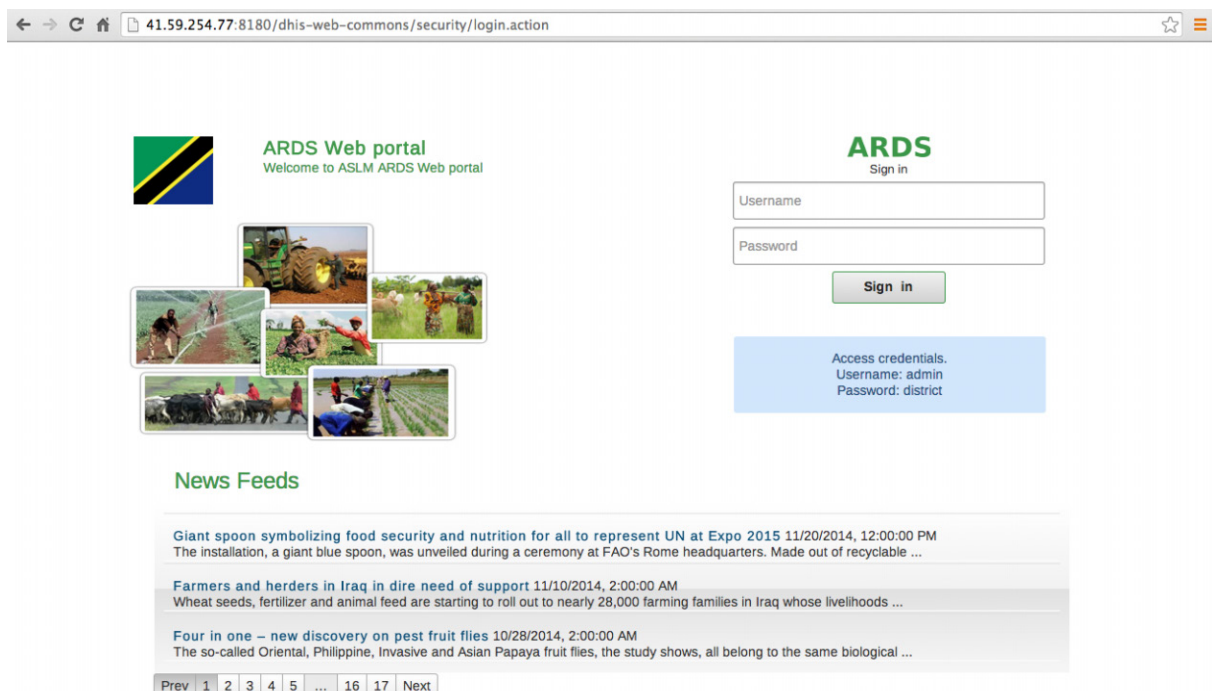 41.59.254.77:8180/dhis-web-commons/security/login.action
ARDS Web portal
Welcome to ASLM ARDS Web portal
ARDS
Sign in
Username
Password
Sign in
Access credentials.
Username: admin
Password: district
News Feeds
Giant spoon symbolizing food security and nutrition for all to represent UN at Expo 2015 11/20/2014, 12:00:00 PM
The installation, a giant blue spoon, was unveiled during a ceremony at FAO's Rome headquarters. Made out of recyclable ...
Farmers and herders in Iraq in dire need of support 11/10/2014, 2:00:00 AM
Wheat seeds, fertilizer and animal feed are starting to roll out to nearly 28,000 farming families in Iraq whose livelihoods ...
Four in one – new discovery on pest fruit flies 10/28/2014, 2:00:00 AM
The so-called Oriental, Philippine, Invasive and Asian Papaya fruit flies, the study shows, all belong to the same biological ...
Prev 1 2 3 4 5 ... 16 17 Next